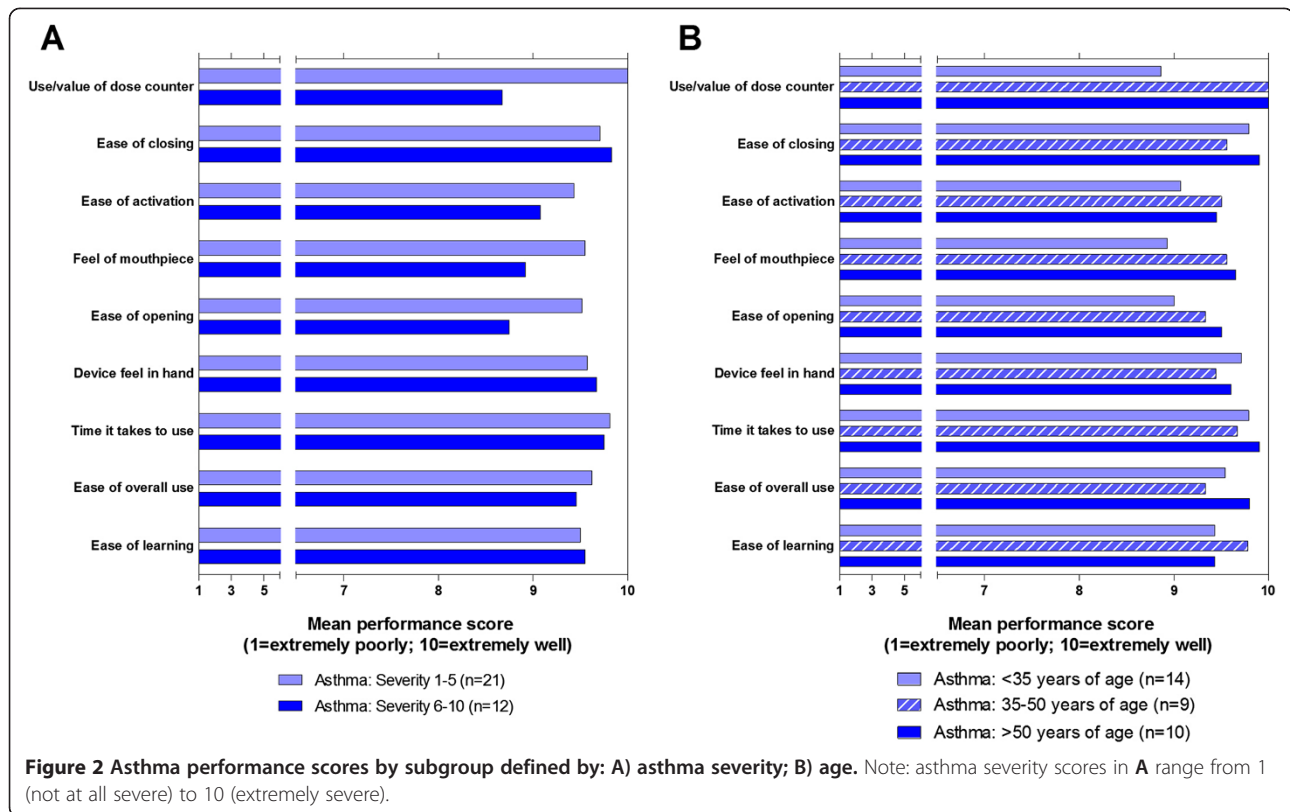 A
Use/value of dose counter
Ease of closing
Ease of activation
Feel of mouthpiece
Ease of opening
Device feel in hand
Time it takes to use
Ease of overall use
Ease of learning
1 3 5 7 8 9 10
Mean performance score
(1=extremely poorly; 10=extremely well)
Asthma: Severity 1-5 (n=21)
Asthma: Severity 6-10 (n=12)
B
Use/value of dose counter
Ease of closing
Ease of activation
Feel of mouthpiece
Ease of opening
Device feel in hand
Time it takes to use
Ease of overall use
Ease of learning
1 3 5 7 8 9 10
Mean performance score
(1=extremely poorly; 10=extremely well)
Asthma: <35 years of age (n=14)
Asthma: 35-50 years of age (n=9)
Asthma: >50 years of age (n=10)
Figure 2 Asthma performance scores by subgroup defined by: A) asthma severity; B) age. Note: asthma severity scores in A range from 1
(not at all severe) to 10 (extremely severe).